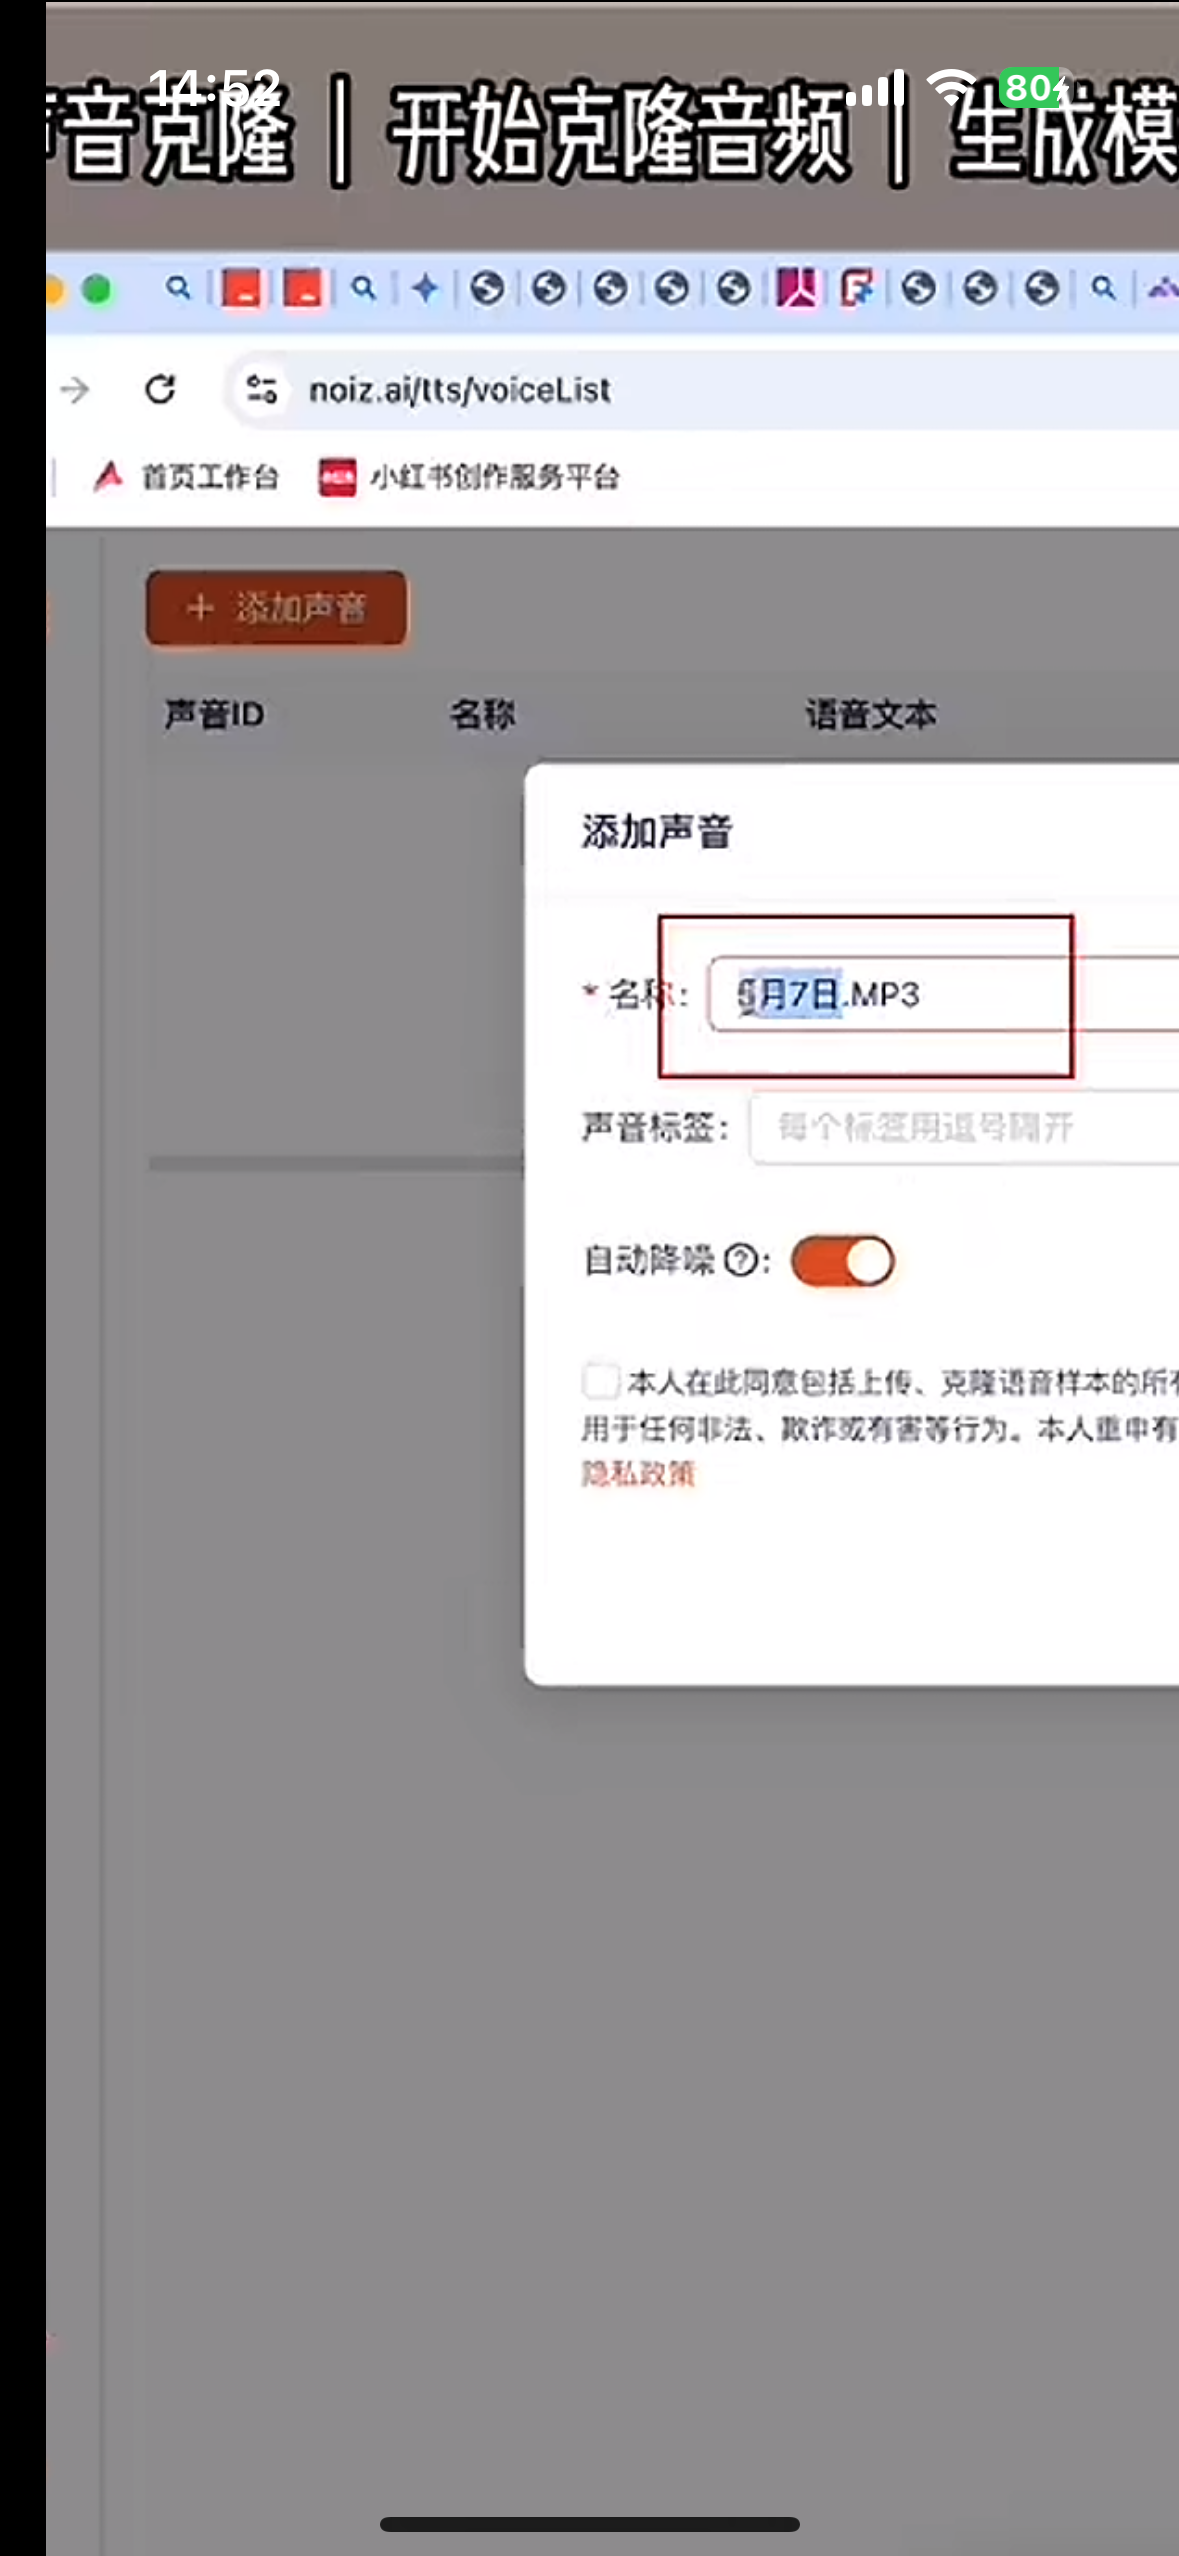 14:52
80
音克隆 | 开始克隆音频 | 生成模
noiz.ai/tts/voiceList
首页工作台 小红书创作服务平台
+ 添加声音
声音ID 名称 语音文本
添加声音
* 名称: 5月7日.MP3
声音标签: 每个标签用逗号隔开
自动降噪?:
本人在此同意包括上传、克隆语音样本的所有
用于任何非法、欺诈或有害等行为。本人重申有
隐私政策